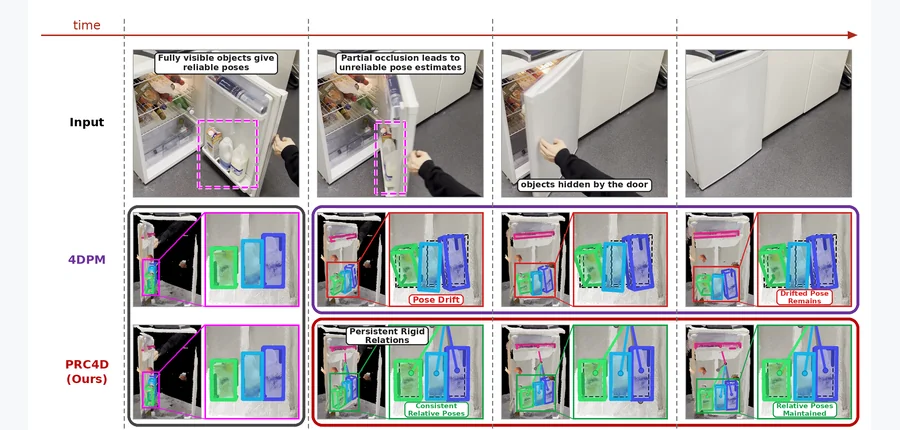 time
Input
Fully visible objects give
reliable poses
Partial occlusion leads to
unreliable pose estimates
objects hidden by the door
4DPM
Pose Drift
Drifted Pose
Remains
PRC4D
(Ours)
Persistent Rigid
Relations
Consistent
Relative Poses
Relative Poses
Maintained